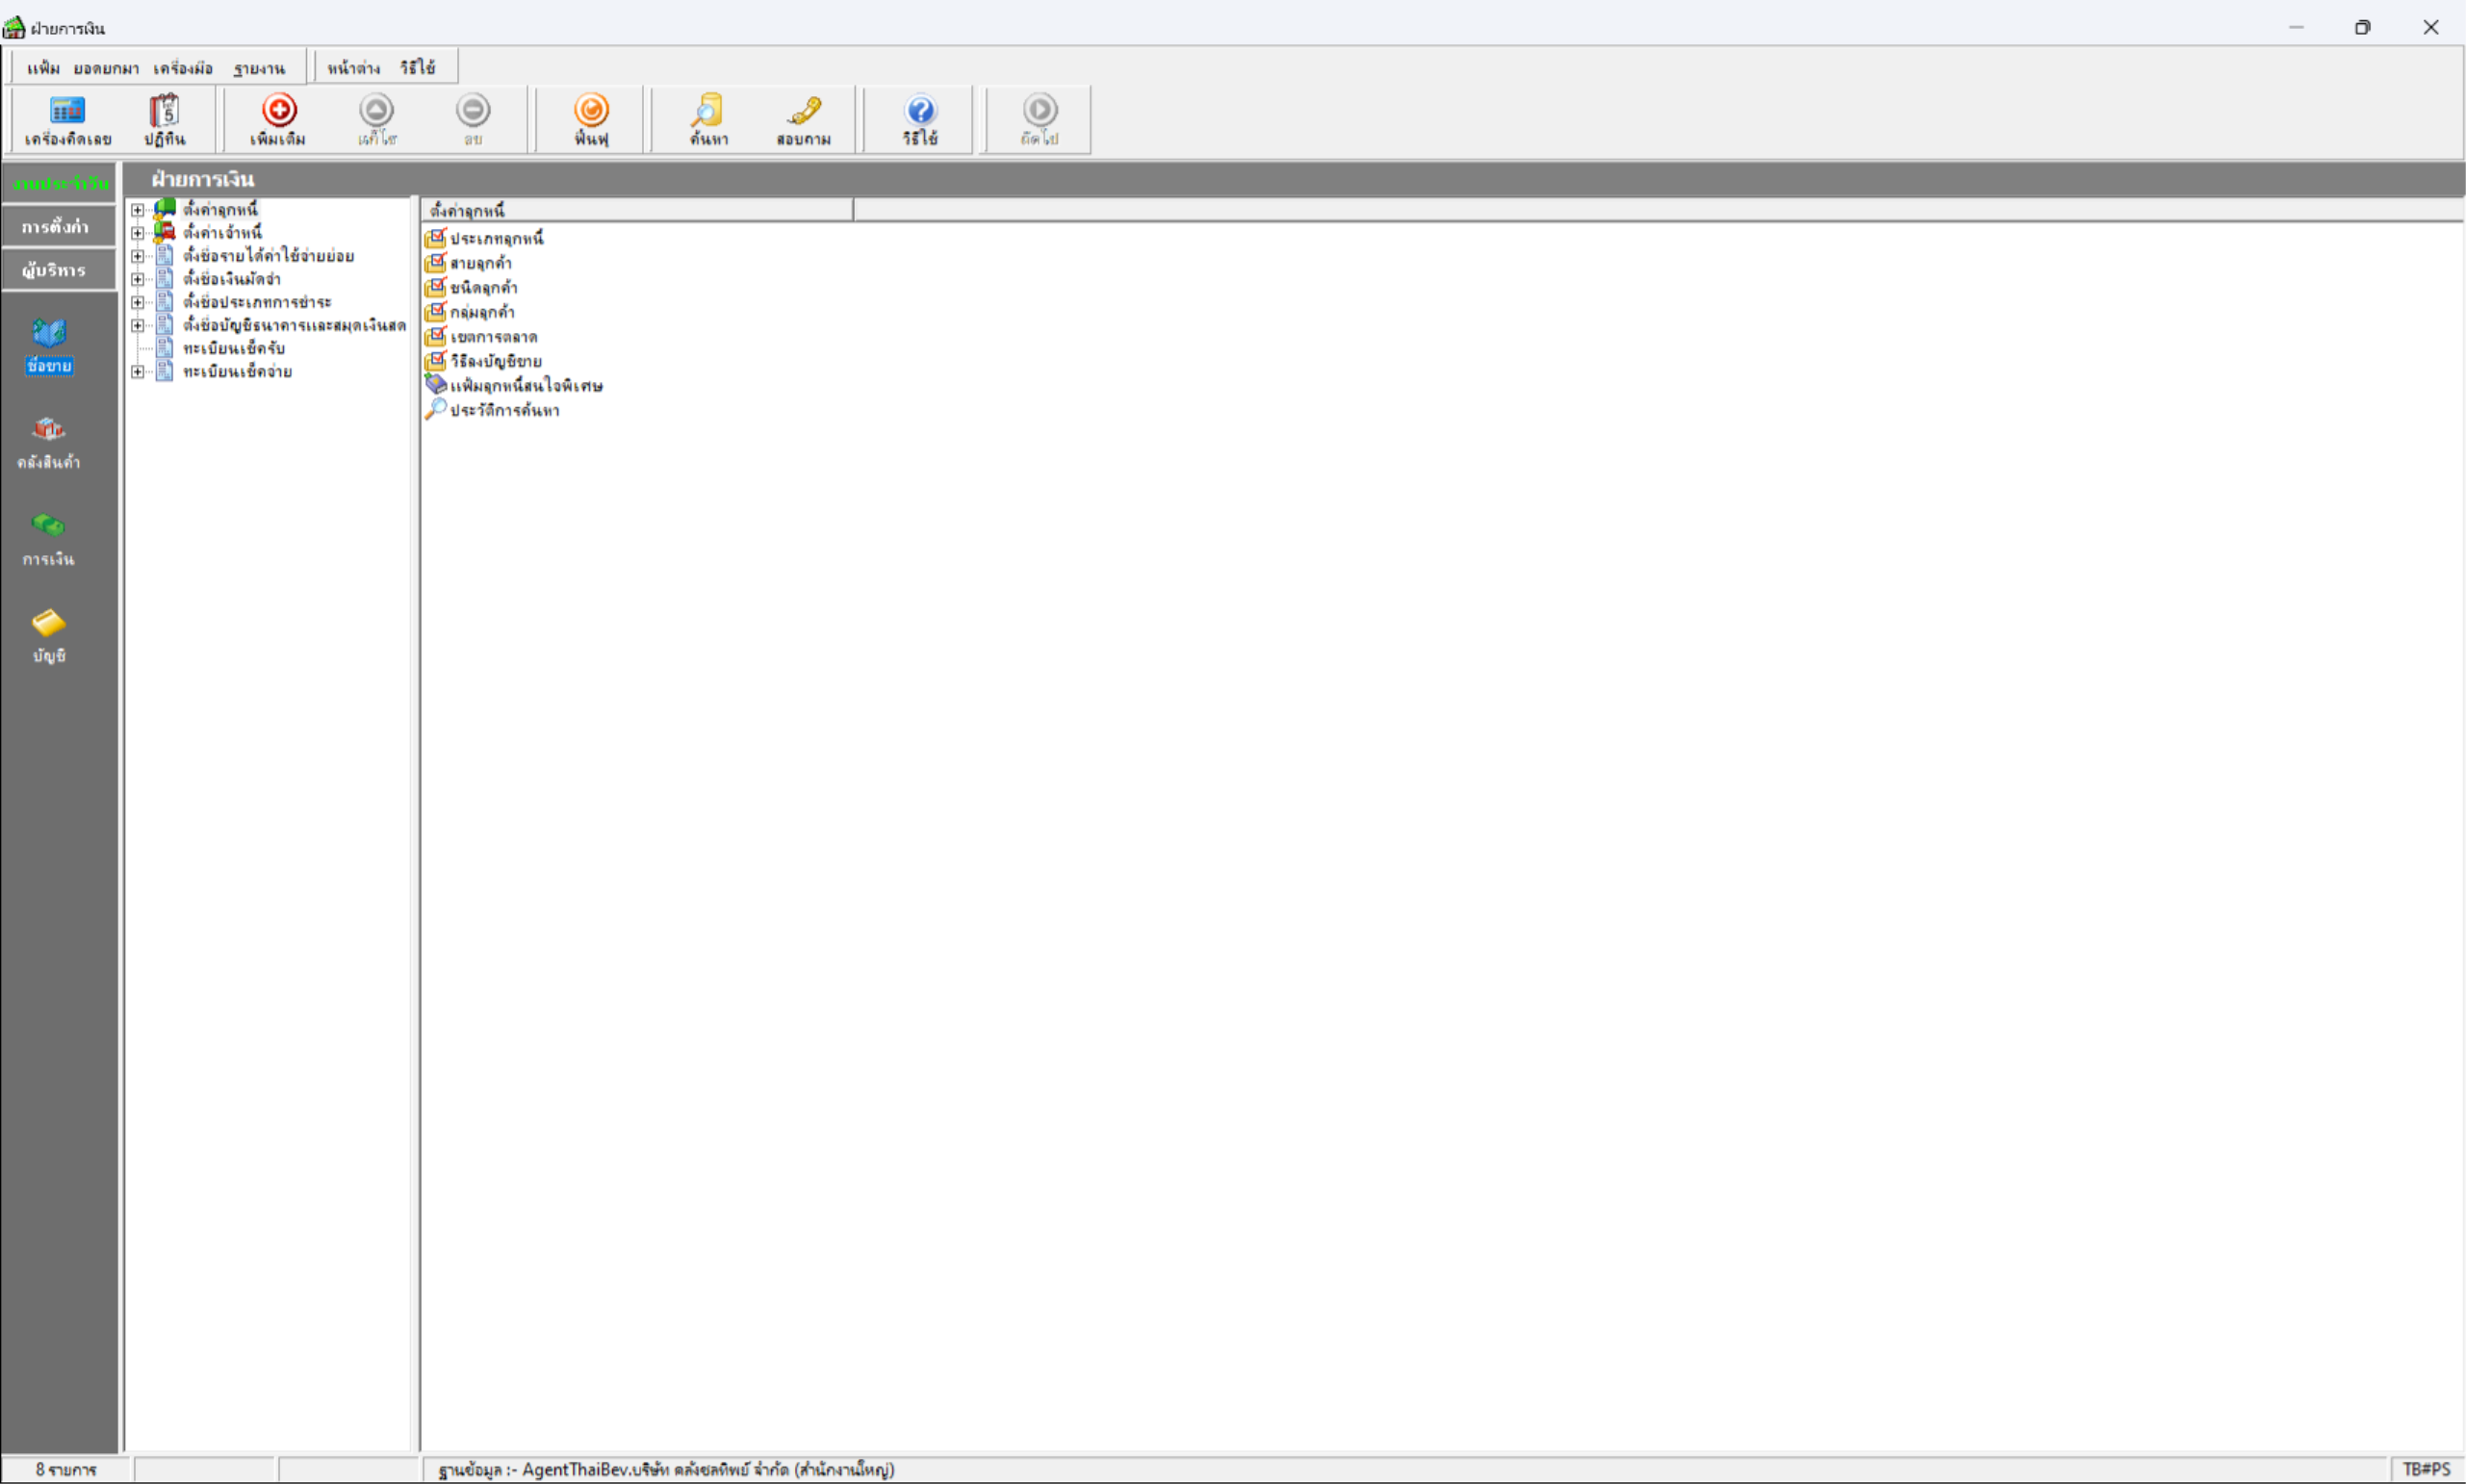 ฝ่ายการเงิน
แฟ้ม ยอดยกมา เครื่องมือ รายงาน หน้าต่าง วิธีใช้
เครื่องคิดเลข ปฏิทิน เพิ่มเติม แก้ไข ลบ ฟื้นฟู ค้นหา สอบถาม วิธีใช้ ถัดไป
งานประจำวัน
การตั้งค่า
ผู้บริหาร
ซื้อขาย
คลังสินค้า
การเงิน
บัญชี
ฝ่ายการเงิน
ตั้งค่าลูกหนี้
ตั้งค่าเจ้าหนี้
ตั้งชื่อรายได้ค่าใช้จ่ายย่อย
ตั้งชื่อเงินมัดจำ
ตั้งชื่อประเภทการชำระ
ตั้งชื่อบัญชีธนาคารและสมุดเงินสด
ทะเบียนเช็ครับ
ทะเบียนเช็คจ่าย
ตั้งค่าลูกหนี้
ประเภทลูกหนี้
สายลูกค้า
ชนิดลูกค้า
กลุ่มลูกค้า
เขตการตลาด
วิธีลงบัญชีขาย
แฟ้มลูกหนี้สนใจพิเศษ
ประวัติการค้นหา
8 รายการ ฐานข้อมูล :- AgentThaiBev.บริษัท คลังชลทิพย์ จำกัด (สำนักงานใหญ่) TB#PS